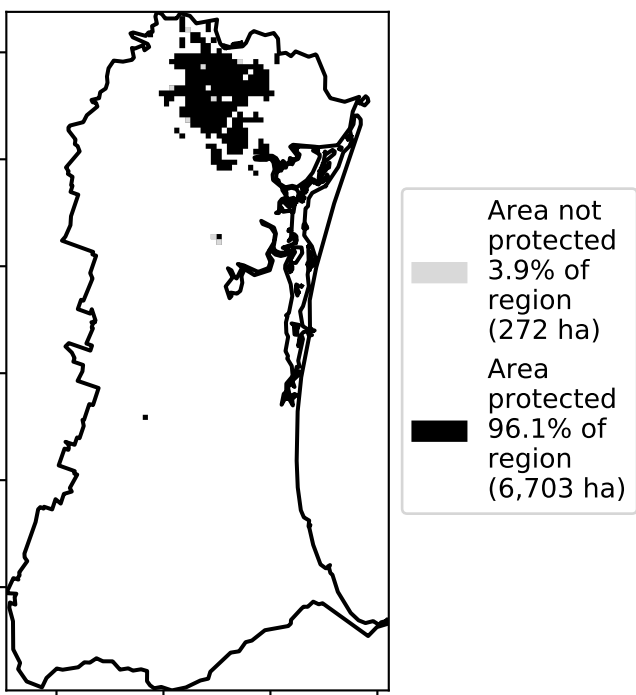 Area not
protected
3.9% of
region
(272 ha)
Area
protected
96.1% of
region
(6,703 ha)